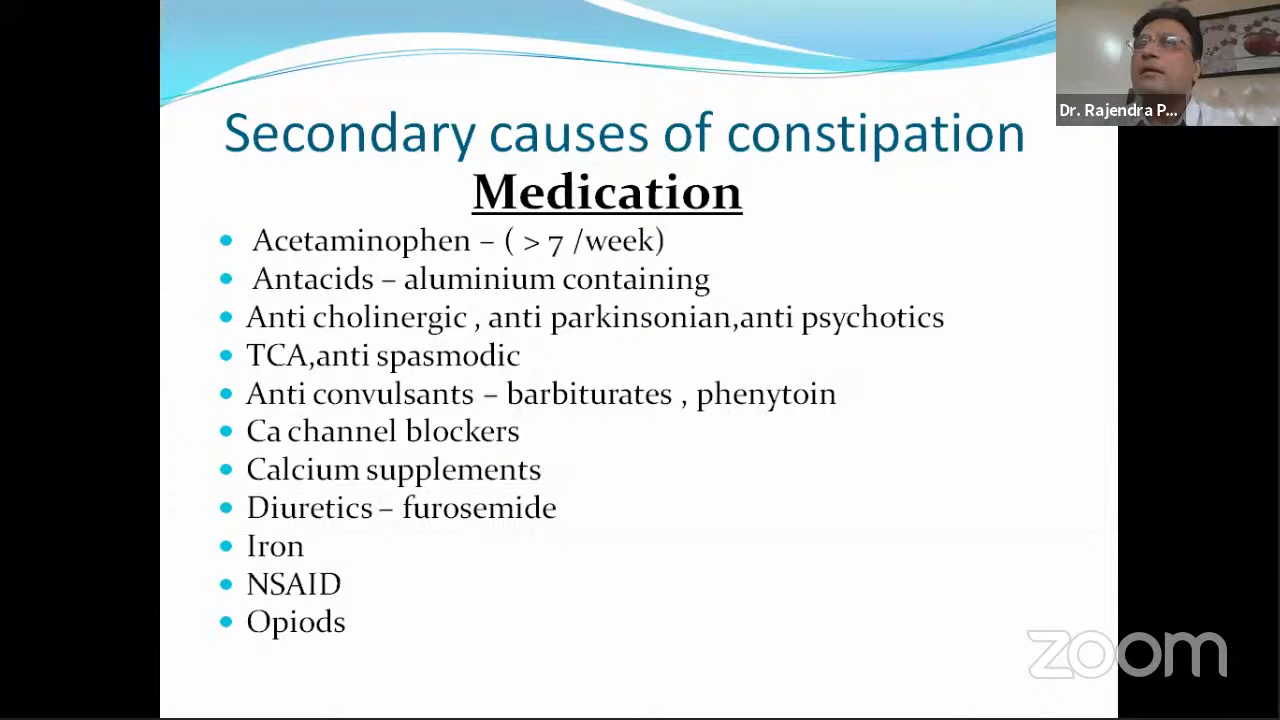 Dr. Rajendra P...
Secondary causes of constipation
Medication
• Acetaminophen – ( > 7 /week)
• Antacids – aluminium containing
• Anti cholinergic , anti parkinsonian,anti psychotics
• TCA,anti spasmodic
• Anti convulsants – barbiturates , phenytoin
• Ca channel blockers
• Calcium supplements
• Diuretics – furosemide
• Iron
• NSAID
• Opiods
zoom